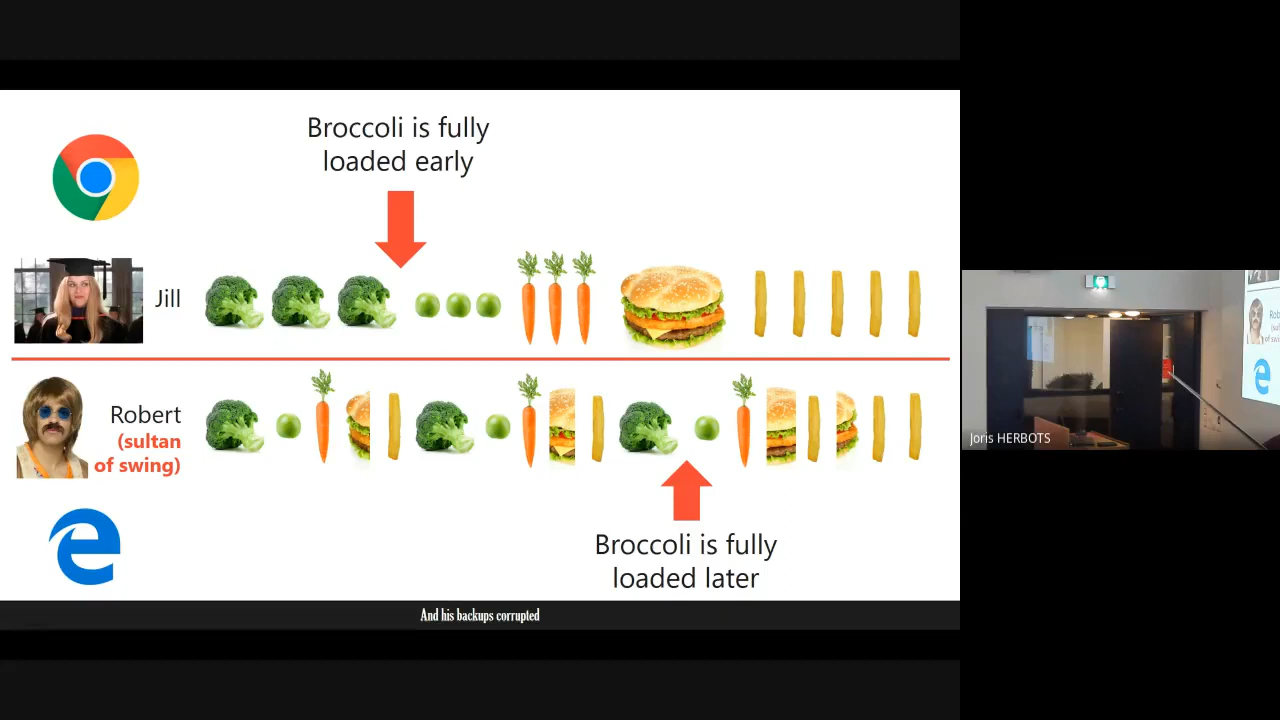 Broccoli is fully
loaded early
Jill
Robert
(sultan
of swing)
Broccoli is fully
loaded later
And his backups corrupted
Joris HERBOTS